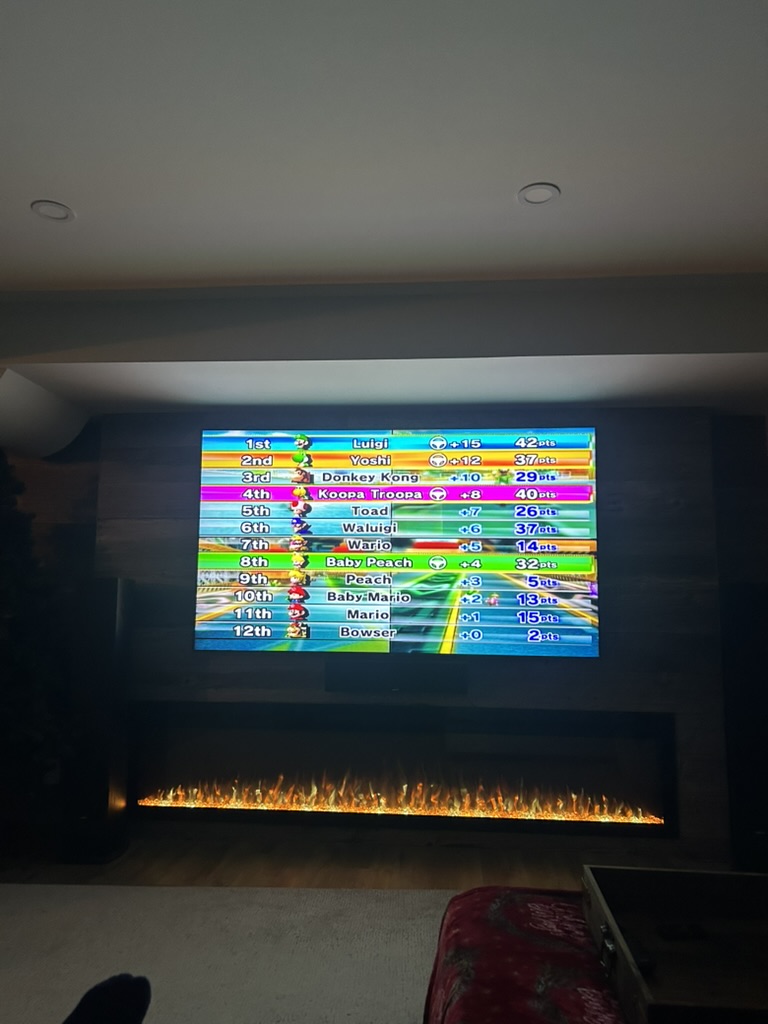 1st Luigi +15 42pts
2nd Yoshi +12 37pts
3rd Donkey Kong +10 29pts
4th Koopa Troopa +8 40pts
5th Toad +7 26pts
6th Waluigi +6 37pts
7th Wario +5 14pts
8th Baby Peach +4 32pts
9th Peach +3 5pts
10th Baby Mario +2 13pts
11th Mario +1 15pts
12th Bowser +0 2pts